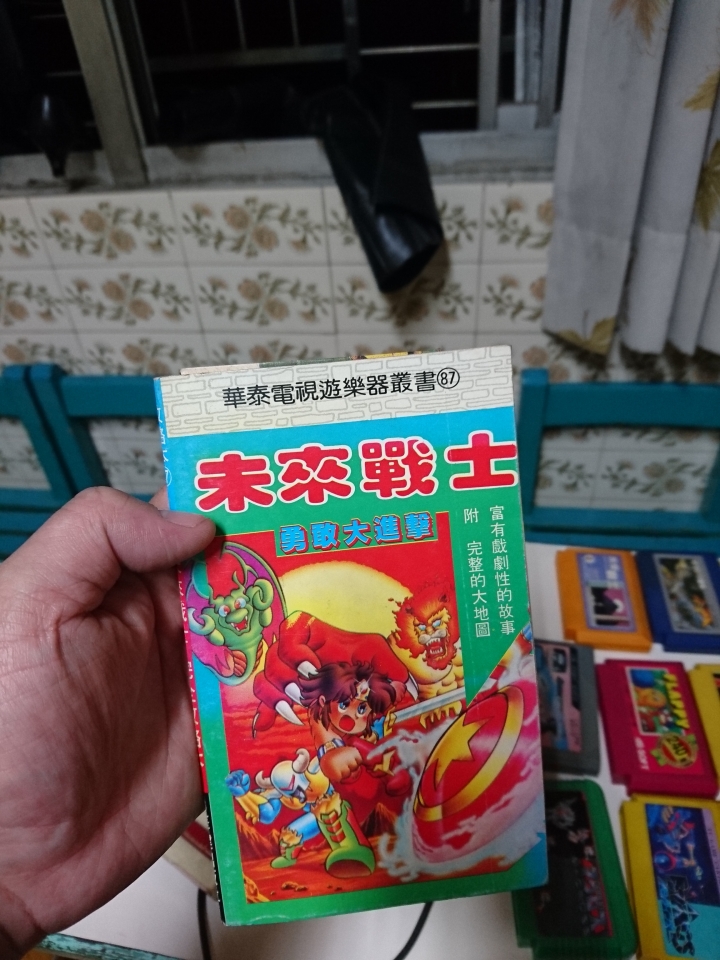 華泰電視遊樂器叢書87
未來戰士
勇敢大進擊
富有戲劇性的故事
附 完整的大地圖